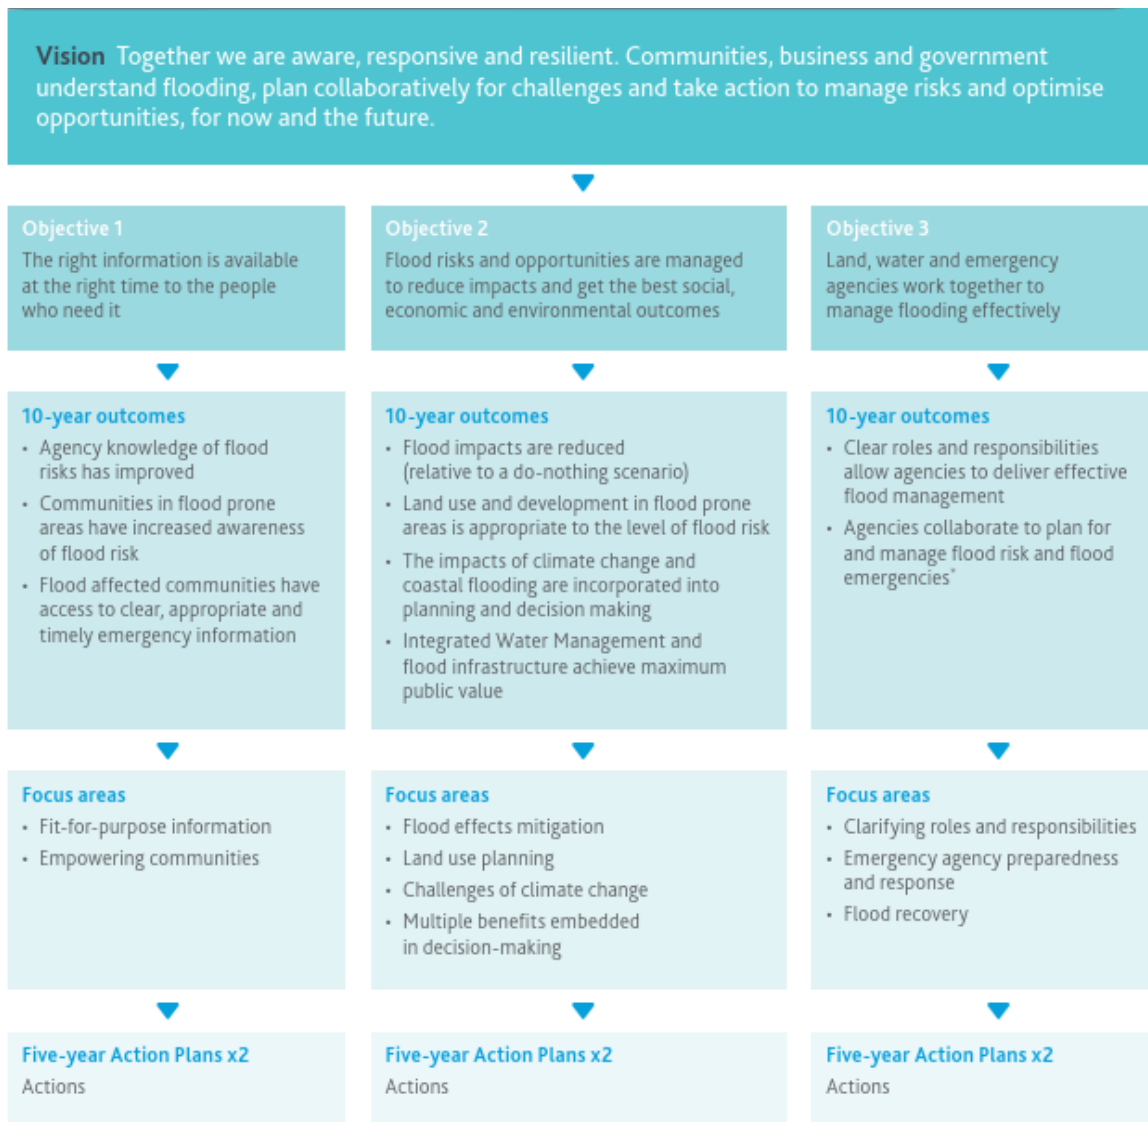 Vision Together we are aware, responsive and resilient. Communities, business and government
understand flooding, plan collaboratively for challenges and take action to manage risks and optimise
opportunities, for now and the future.
Objective 1
The right information is available
at the right time to the people
who need it
Objective 2
Flood risks and opportunities are managed
to reduce impacts and get the best social,
economic and environmental outcomes
Objective 3
Land, water and emergency
agencies work together to
manage flooding effectively
10-year outcomes
• Agency knowledge of flood
risks has improved
• Communities in flood prone
areas have increased awareness
of flood risk
• Flood affected communities have
access to clear, appropriate and
timely emergency information
10-year outcomes
• Flood impacts are reduced
(relative to a do-nothing scenario)
• Land use and development in flood prone
areas is appropriate to the level of flood risk
• The impacts of climate change and
coastal flooding are incorporated into
planning and decision making
• Integrated Water Management and
flood infrastructure achieve maximum
public value
10-year outcomes
• Clear roles and responsibilities
allow agencies to deliver effective
flood management
• Agencies collaborate to plan for
and manage flood risk and flood
emergencies*
Focus areas
• Fit-for-purpose information
• Empowering communities
Focus areas
• Flood effects mitigation
• Land use planning
• Challenges of climate change
• Multiple benefits embedded
in decision-making
Focus areas
• Clarifying roles and responsibilities
• Emergency agency preparedness
and response
• Flood recovery
Five-year Action Plans x2
Actions
Five-year Action Plans x2
Actions
Five-year Action Plans x2
Actions